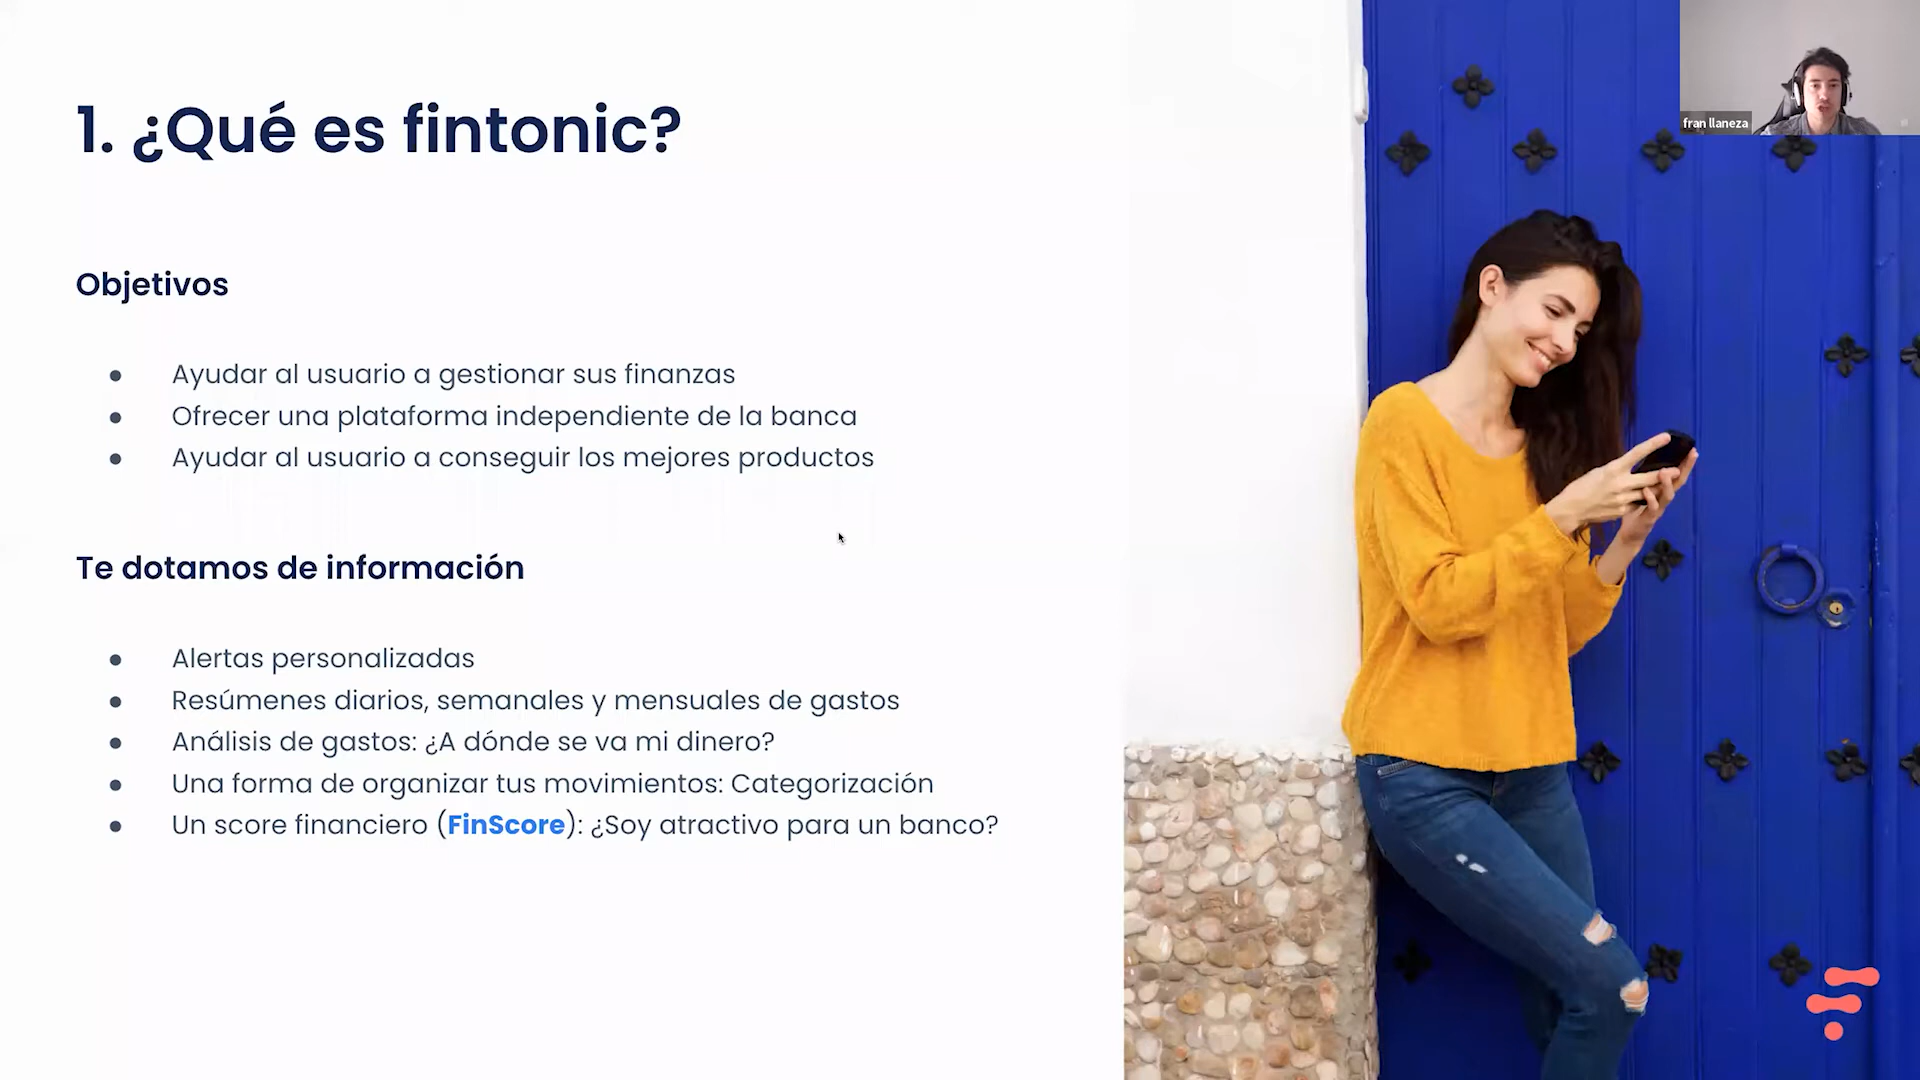 1. ¿Qué es fintonic?
Objetivos
● Ayudar al usuario a gestionar sus finanzas
● Ofrecer una plataforma independiente de la banca
● Ayudar al usuario a conseguir los mejores productos
Te dotamos de información
● Alertas personalizadas
● Resúmenes diarios, semanales y mensuales de gastos
● Análisis de gastos: ¿A dónde se va mi dinero?
● Una forma de organizar tus movimientos: Categorización
● Un score financiero (FinScore): ¿Soy atractivo para un banco?
fran llaneza